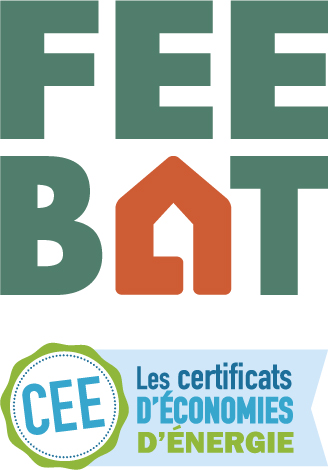 FEE
BAT
CEE
Les certificats
D'ÉCONOMIES
D'ÉNERGIE